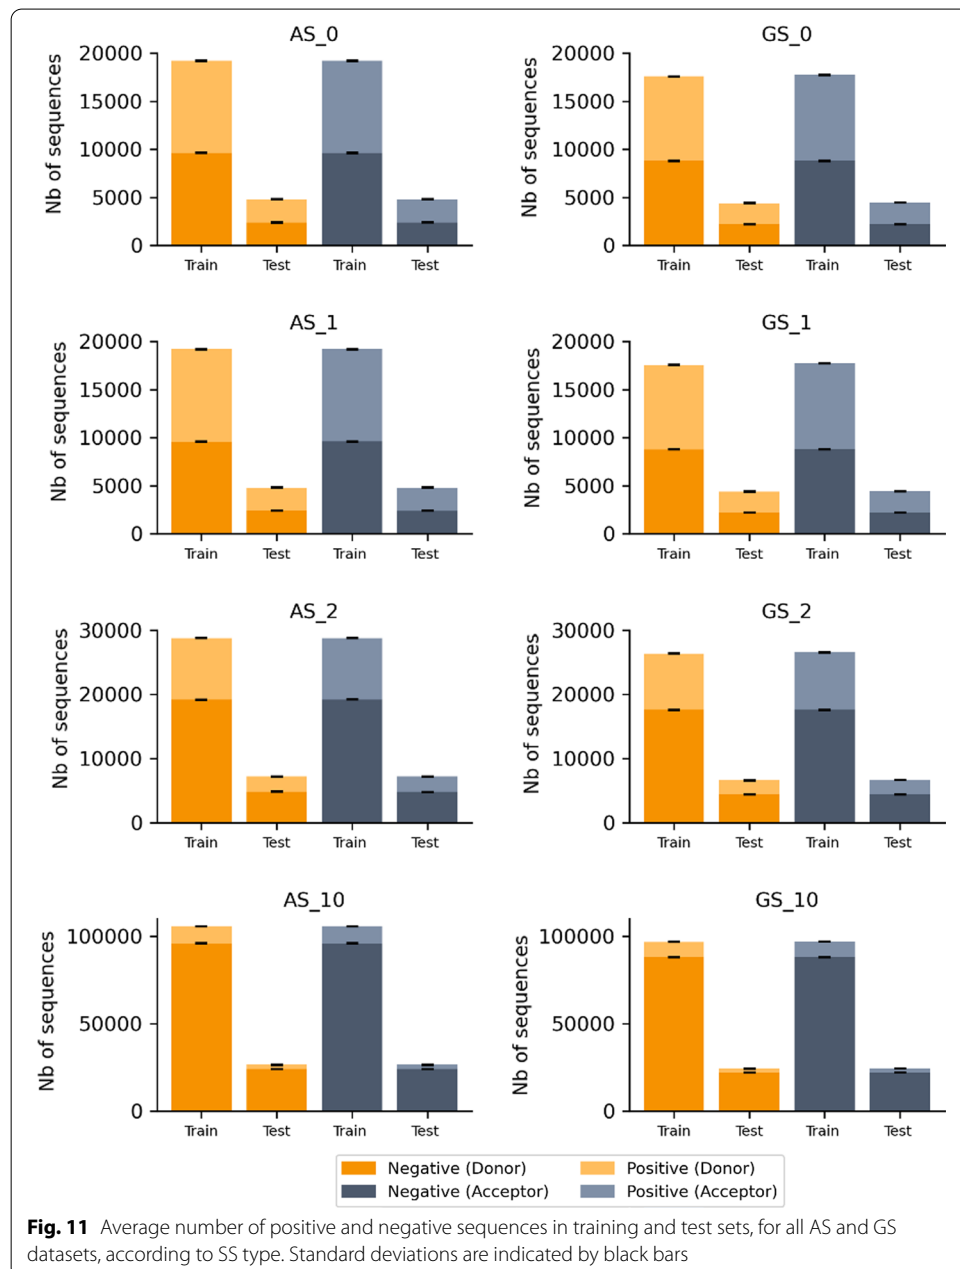 AS_0
Nb of sequences
20000
15000
10000
5000
0
Train
Test
Train
Test
GS_0
Nb of sequences
20000
15000
10000
5000
0
Train
Test
Train
Test
AS_1
Nb of sequences
20000
15000
10000
5000
0
Train
Test
Train
Test
GS_1
Nb of sequences
20000
15000
10000
5000
0
Train
Test
Train
Test
AS_2
Nb of sequences
30000
20000
10000
0
Train
Test
Train
Test
GS_2
Nb of sequences
30000
20000
10000
0
Train
Test
Train
Test
AS_10
Nb of sequences
100000
50000
0
Train
Test
Train
Test
GS_10
Nb of sequences
100000
50000
0
Train
Test
Train
Test
Negative (Donor)
Positive (Donor)
Negative (Acceptor)
Positive (Acceptor)
Fig. 11 Average number of positive and negative sequences in training and test sets, for all AS and GS
datasets, according to SS type. Standard deviations are indicated by black bars